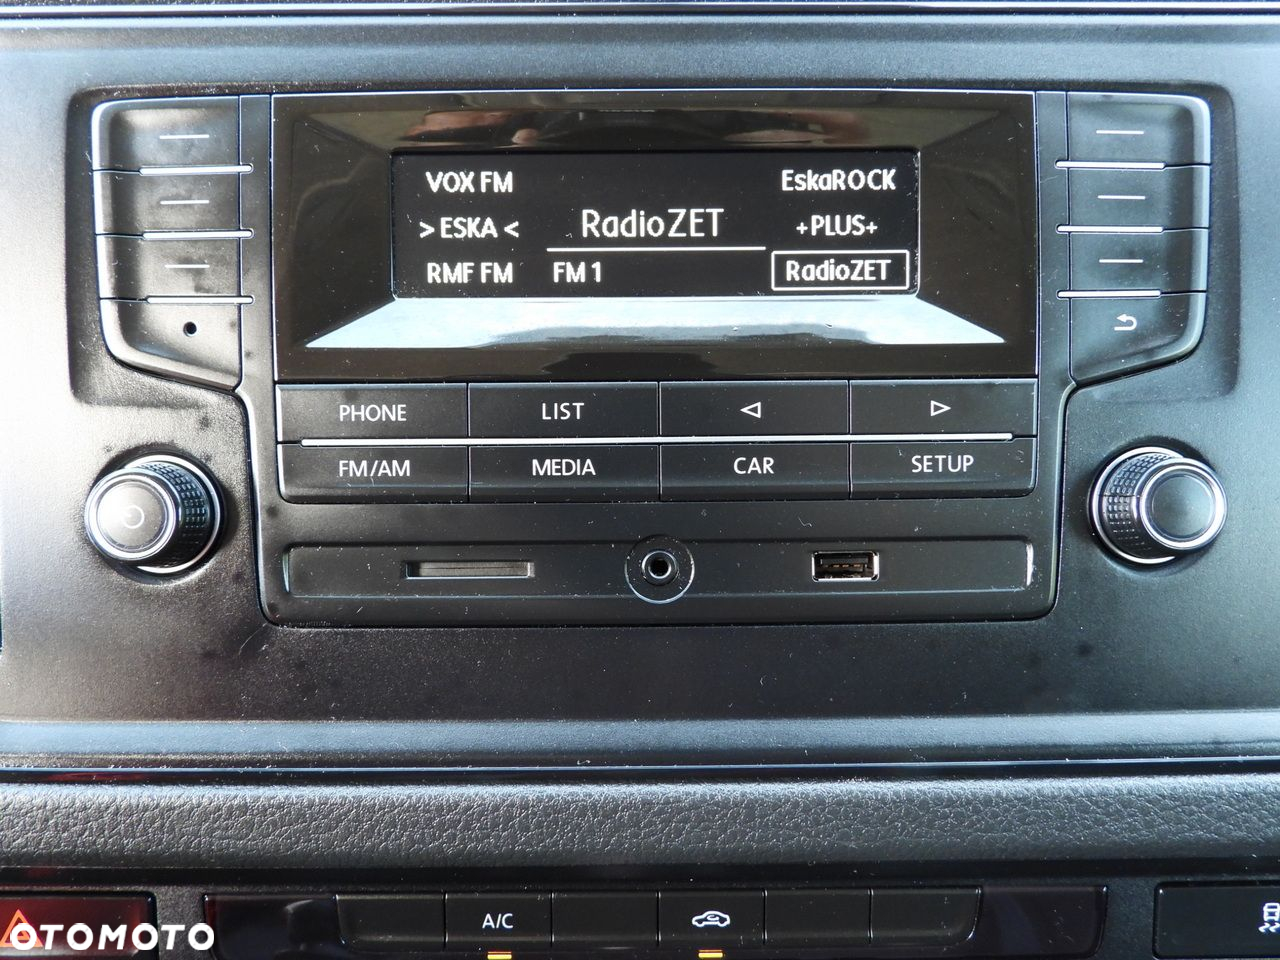 VOX FM
EskaROCK
> ESKA <
RadioZET
+PLUS+
RMF FM
FM 1
RadioZET
PHONE
LIST
FM/AM
MEDIA
CAR
SETUP
A/C
OTOMOTO